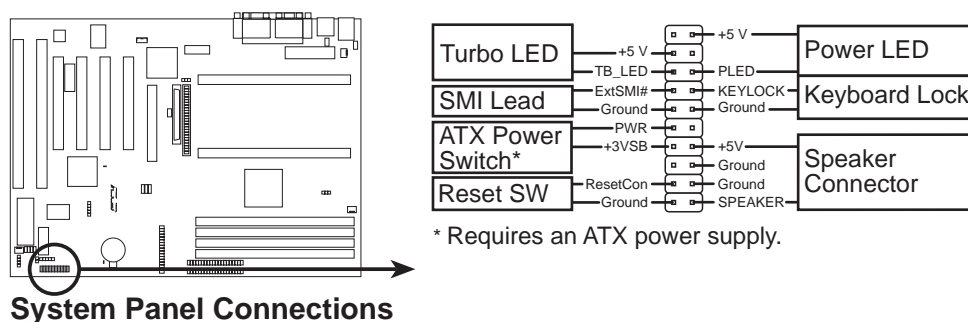 Turbo LED
+5 V
TB_LED
SMI Lead
ExtSMI#
Ground
ATX Power
Switch*
PWR
+3VSB
Reset SW
ResetCon
Ground
+5 V
PLED
Power LED
KEYLOCK
Ground
Keyboard Lock
+5V
Ground
Ground
SPEAKER
Speaker
Connector
* Requires an ATX power supply.
System Panel Connections